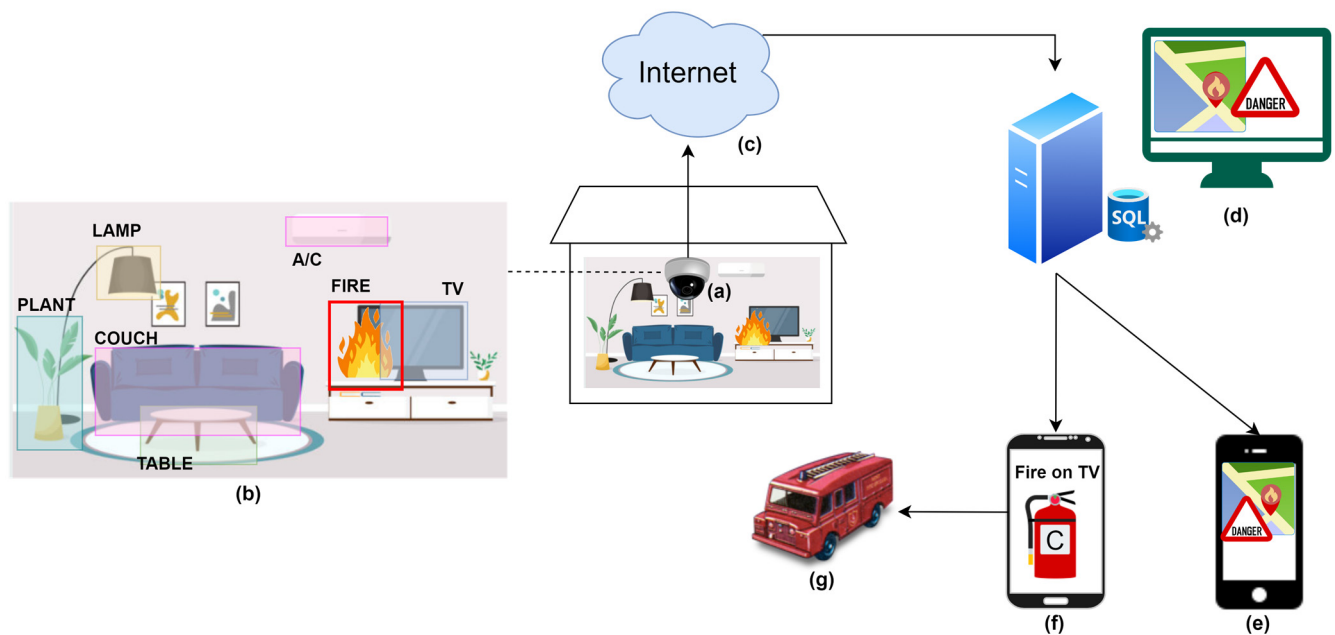 Internet
(c)
DANGER
SQL
(d)
LAMP
A/C
FIRE
TV
PLANT
COUCH
TABLE
(b)
(a)
Fire on TV
C
(f)
DANGER
(e)
(g)